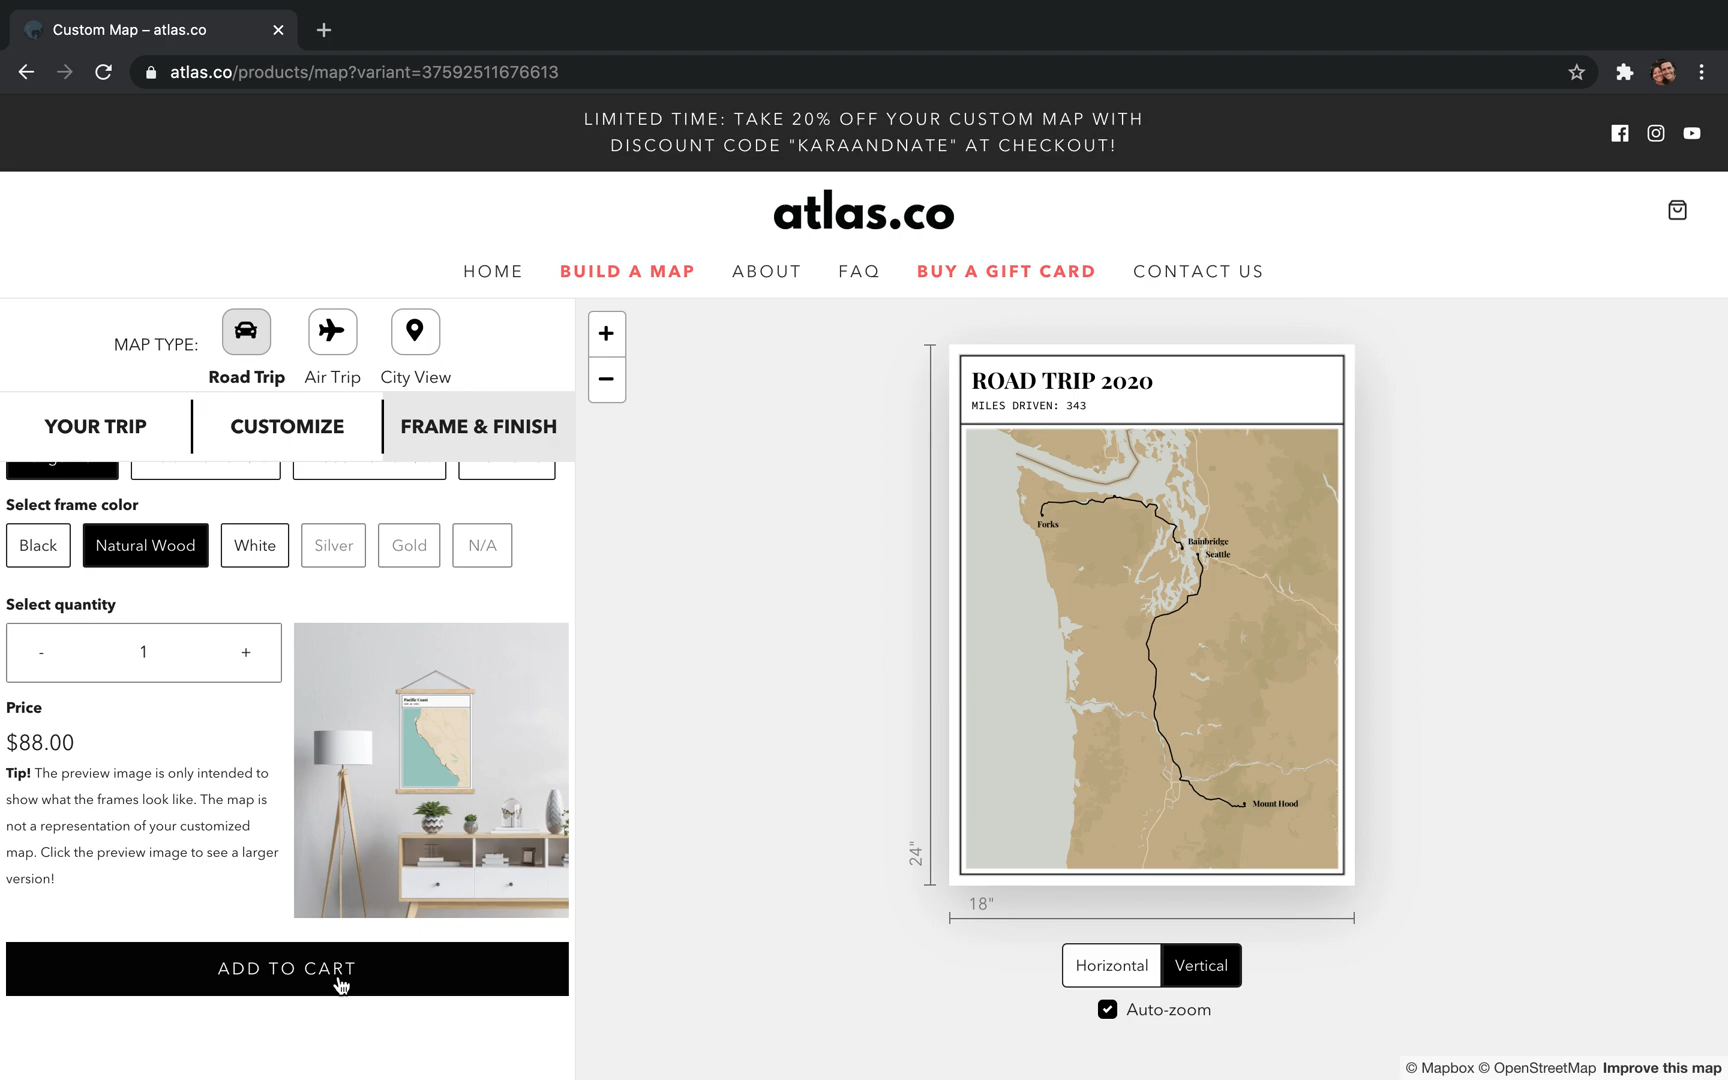 Custom Map – atlas.co
atlas.co/products/map?variant=37592511676613
LIMITED TIME: TAKE 20% OFF YOUR CUSTOM MAP WITH
DISCOUNT CODE "KARAANDNATE" AT CHECKOUT!
atlas.co
HOME BUILD A MAP ABOUT FAQ BUY A GIFT CARD CONTACT US
MAP TYPE:
Road Trip Air Trip City View
YOUR TRIP CUSTOMIZE FRAME & FINISH
Select frame color
Black Natural Wood White Silver Gold N/A
Select quantity
- 1 +
Price
$88.00
Tip! The preview image is only intended to
show what the frames look like. The map is
not a representation of your customized
map. Click the preview image to see a larger
version!
Pacific Coast
ADD TO CART
+
−
ROAD TRIP 2020
MILES DRIVEN: 343
Forks
Bainbridge
Seattle
Mount Hood
24"
18"
Horizontal Vertical
Auto-zoom
© Mapbox © OpenStreetMap Improve this map